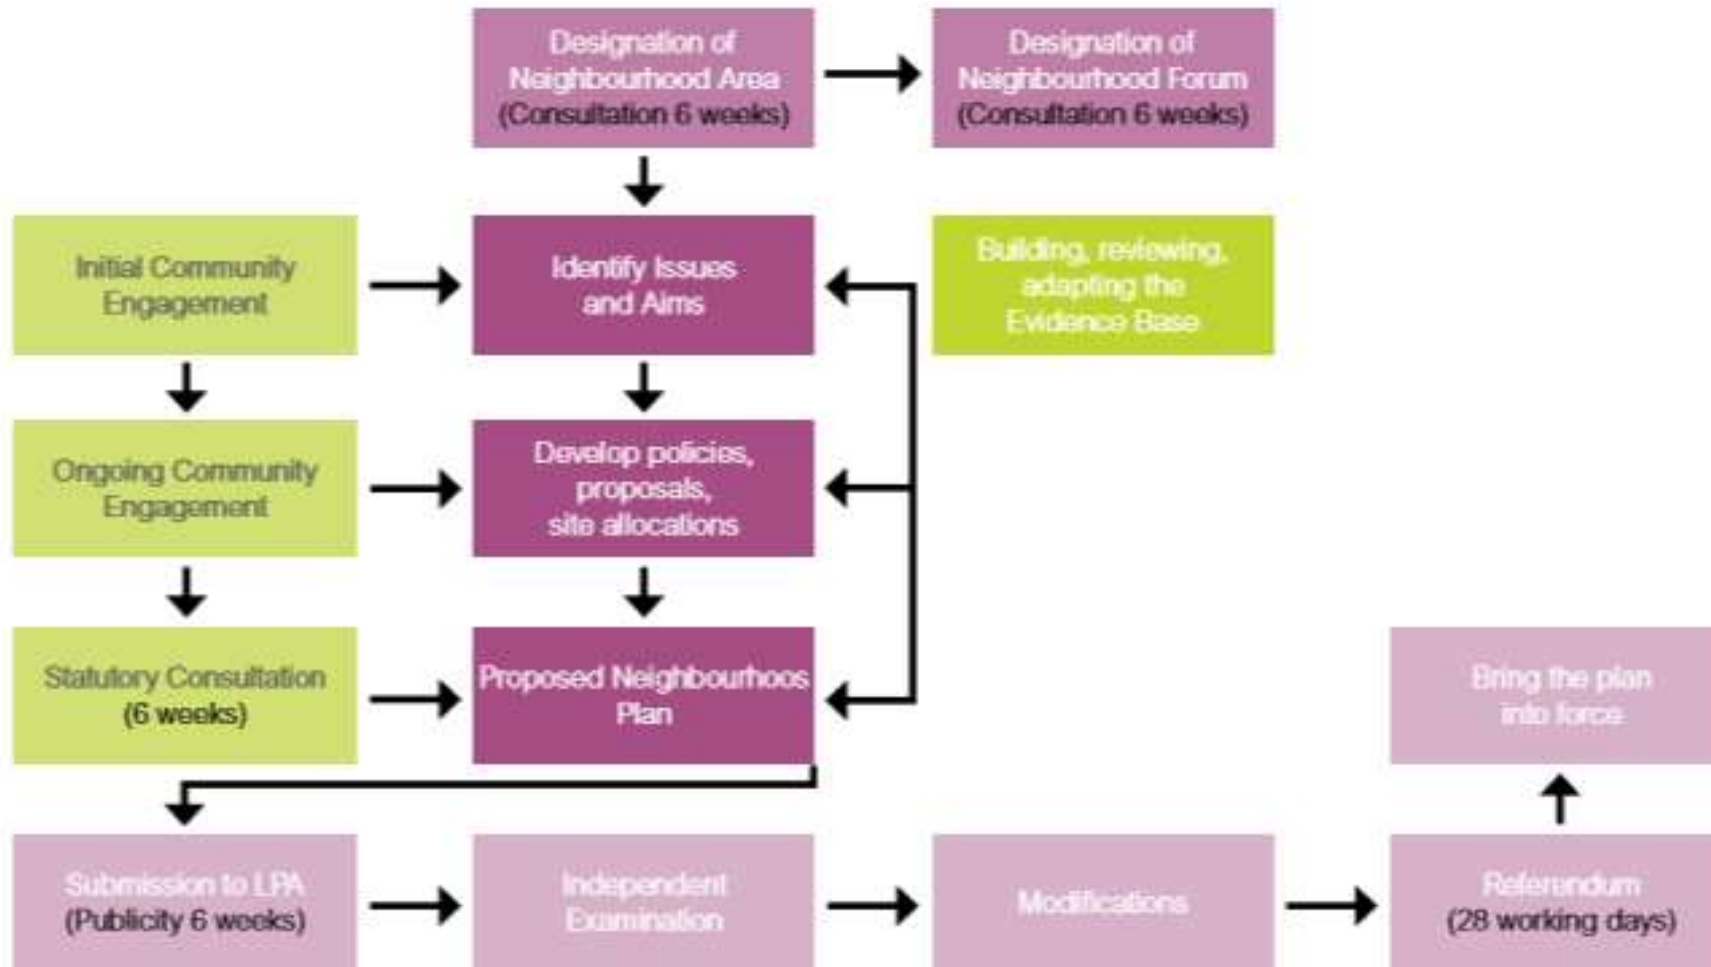 Designation of
Neighbourhood Area
(Consultation 6 weeks)
Designation of
Neighbourhood Forum
(Consultation 6 weeks)
Initial Community
Engagement
Identify Issues
and Aims
Building, reviewing,
adapting the
Evidence Base
Ongoing Community
Engagement
Develop policies,
proposals,
site allocations
Statutory Consultation
(6 weeks)
Proposed Neighbourhoos
Plan
Bring the plan
into force
Submission to LPA
(Publicity 6 weeks)
Independent
Examination
Modifications
Referendum
(28 working days)